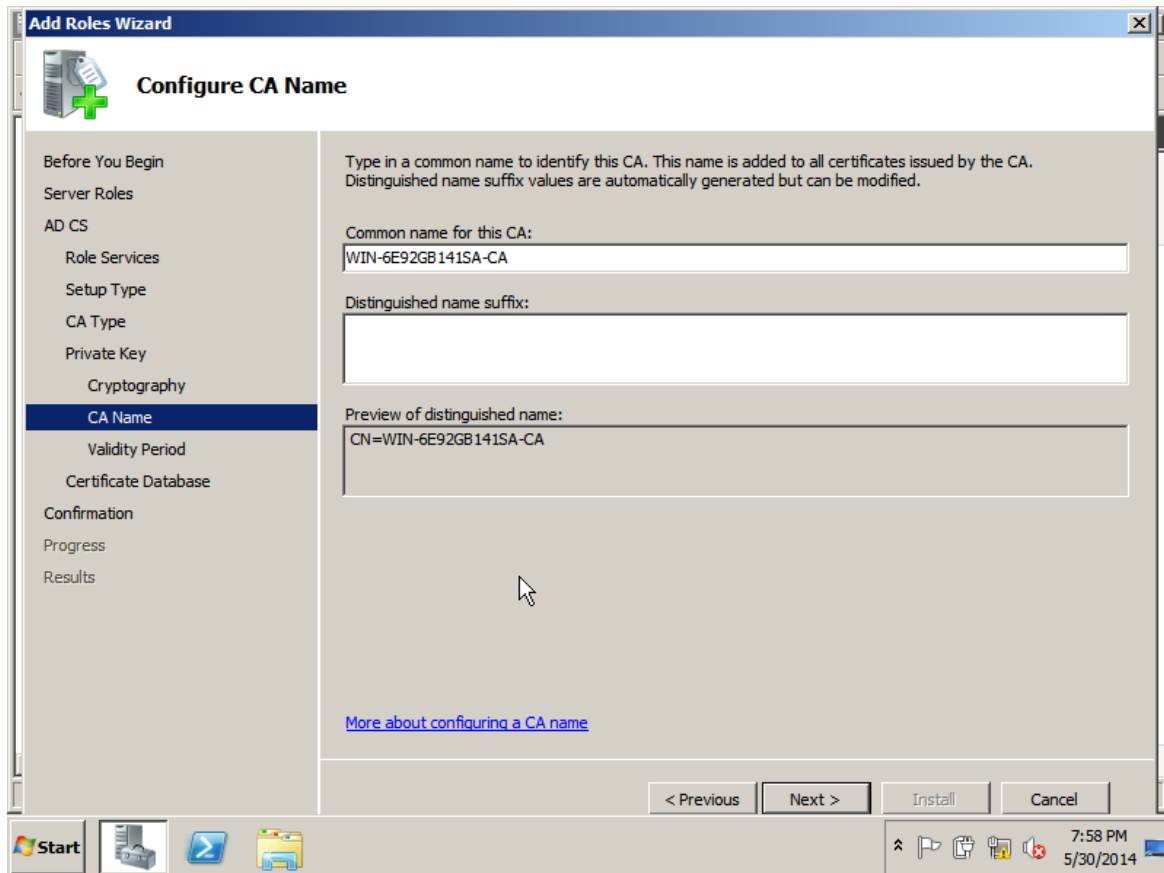 Add Roles Wizard
Configure CA Name
Before You Begin
Server Roles
AD CS
Role Services
Setup Type
CA Type
Private Key
Cryptography
CA Name
Validity Period
Certificate Database
Confirmation
Progress
Results
Type in a common name to identify this CA. This name is added to all certificates issued by the CA.
Distinguished name suffix values are automatically generated but can be modified.
Common name for this CA:
WIN-6E92GB141SA-CA
Distinguished name suffix:
Preview of distinguished name:
CN=WIN-6E92GB141SA-CA
More about configuring a CA name
< Previous
Next >
Install
Cancel
Start
7:58 PM
5/30/2014